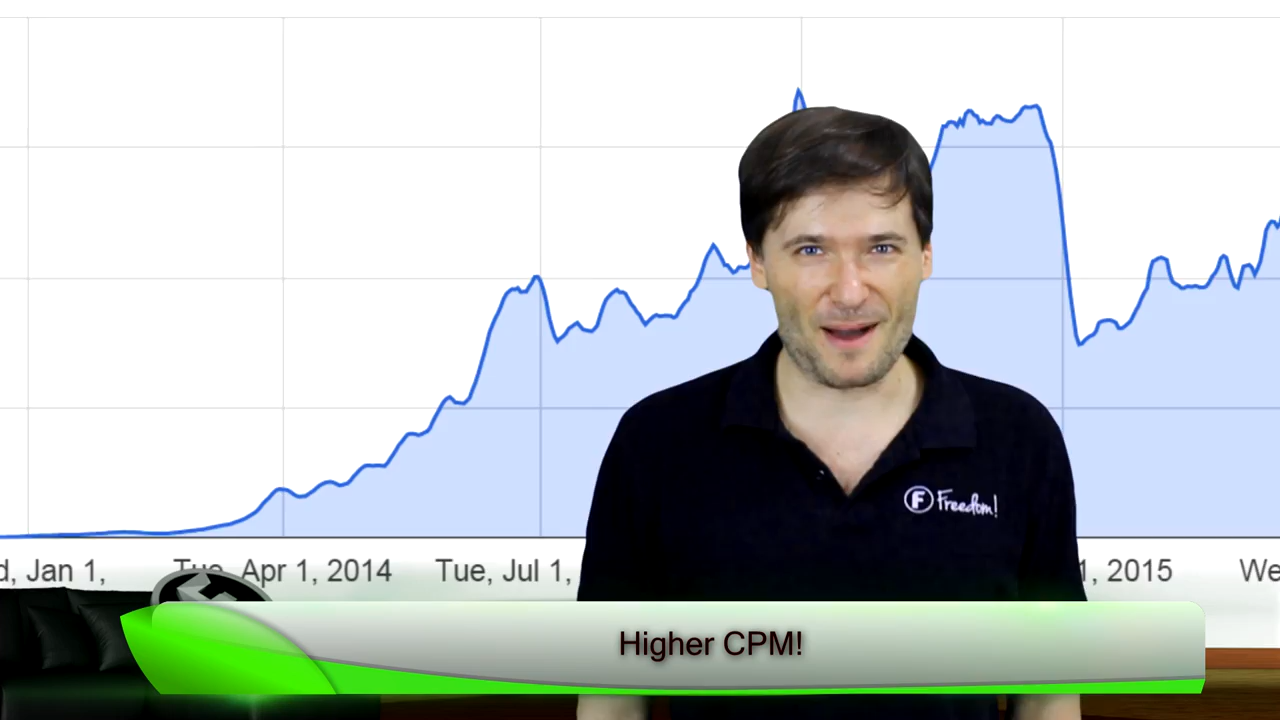 d, Jan 1,
Tue, Apr 1, 2014
Tue, Jul 1,
1, 2015
We
F Freedom!
Higher CPM!